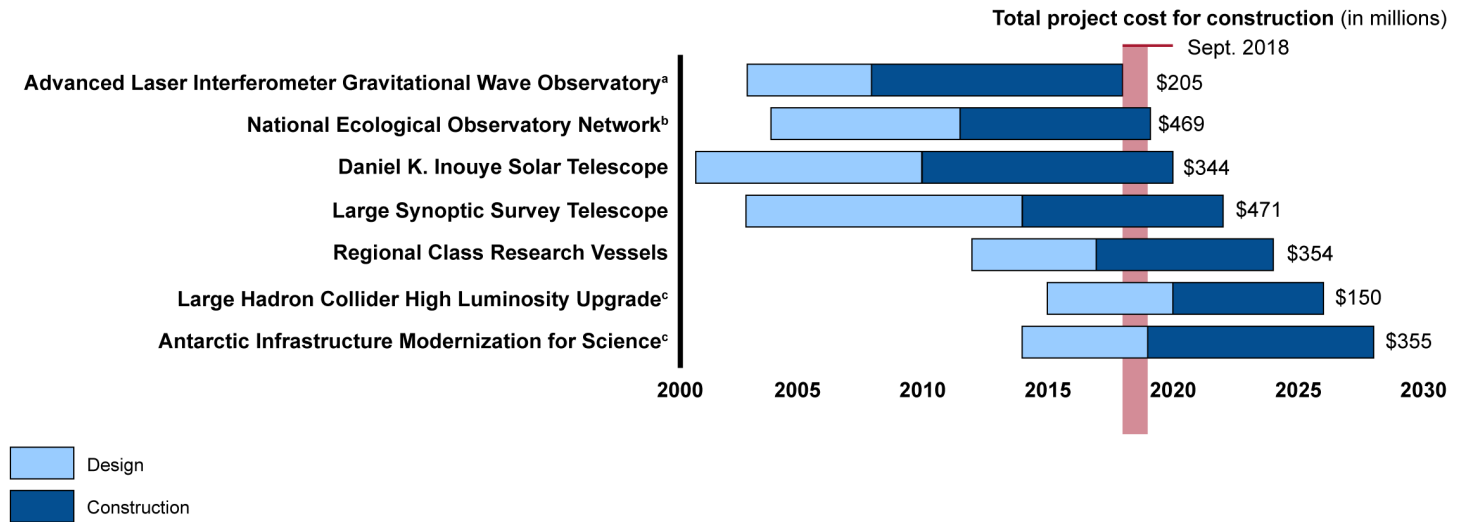 Total project cost for construction (in millions)
Sept. 2018
Advanced Laser Interferometer Gravitational Wave Observatoryᵃ $205
National Ecological Observatory Networkᵇ $469
Daniel K. Inouye Solar Telescope $344
Large Synoptic Survey Telescope $471
Regional Class Research Vessels $354
Large Hadron Collider High Luminosity Upgradeᶜ $150
Antarctic Infrastructure Modernization for Scienceᶜ $355
2000 2005 2010 2015 2020 2025 2030
Design
Construction